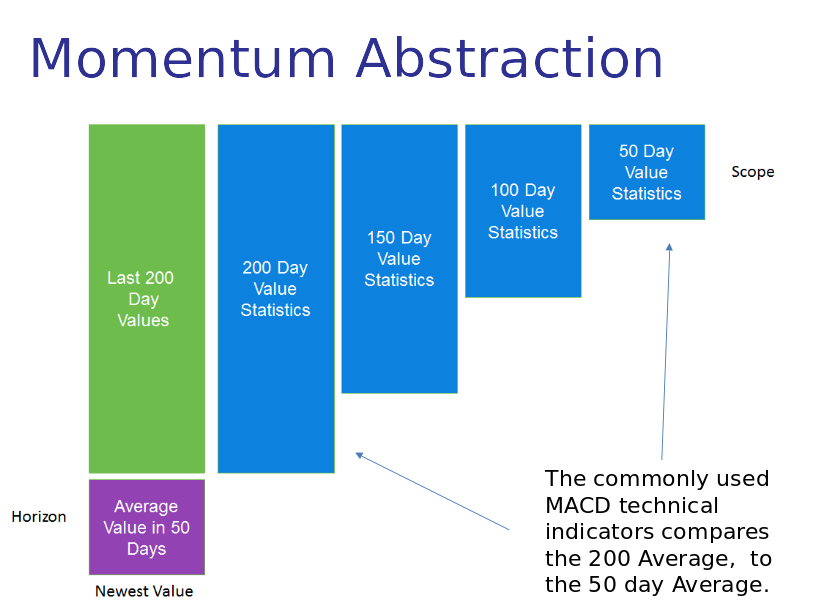 Momentum Abstraction
Last 200
Day
Values
200 Day
Value
Statistics
150 Day
Value
Statistics
100 Day
Value
Statistics
50 Day
Value
Statistics
Scope
Horizon
Average
Value in 50
Days
Newest Value
The commonly used
MACD technical
indicators compares
the 200 Average,  to
the 50 day Average.